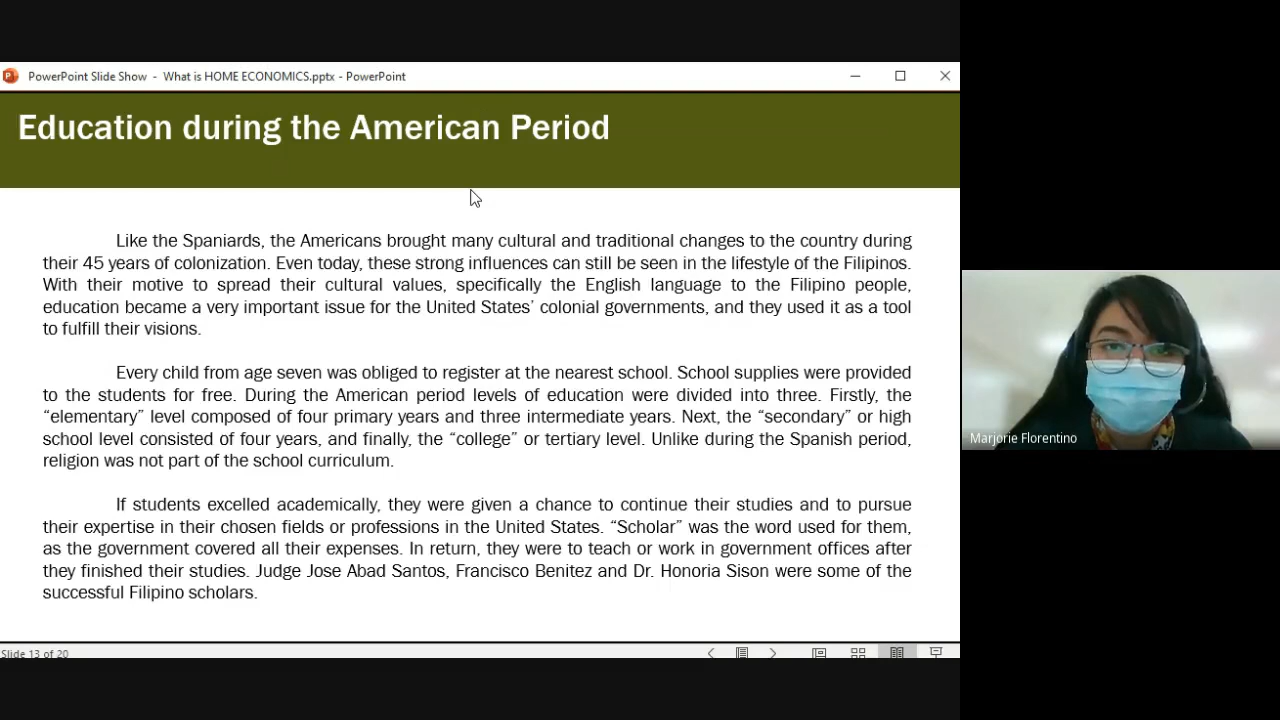 PowerPoint Slide Show - What is HOME ECONOMICS.pptx - PowerPoint
Education during the American Period
Like the Spaniards, the Americans brought many cultural and traditional changes to the country during
their 45 years of colonization. Even today, these strong influences can still be seen in the lifestyle of the Filipinos.
With their motive to spread their cultural values, specifically the English language to the Filipino people,
education became a very important issue for the United States’ colonial governments, and they used it as a tool
to fulfill their visions.
Every child from age seven was obliged to register at the nearest school. School supplies were provided
to the students for free. During the American period levels of education were divided into three. Firstly, the
“elementary” level composed of four primary years and three intermediate years. Next, the “secondary” or high
school level consisted of four years, and finally, the “college” or tertiary level. Unlike during the Spanish period,
religion was not part of the school curriculum.
If students excelled academically, they were given a chance to continue their studies and to pursue
their expertise in their chosen fields or professions in the United States. “Scholar” was the word used for them,
as the government covered all their expenses. In return, they were to teach or work in government offices after
they finished their studies. Judge Jose Abad Santos, Francisco Benitez and Dr. Honoria Sison were some of the
successful Filipino scholars.
Slide 13 of 20
Marjorie Florentino